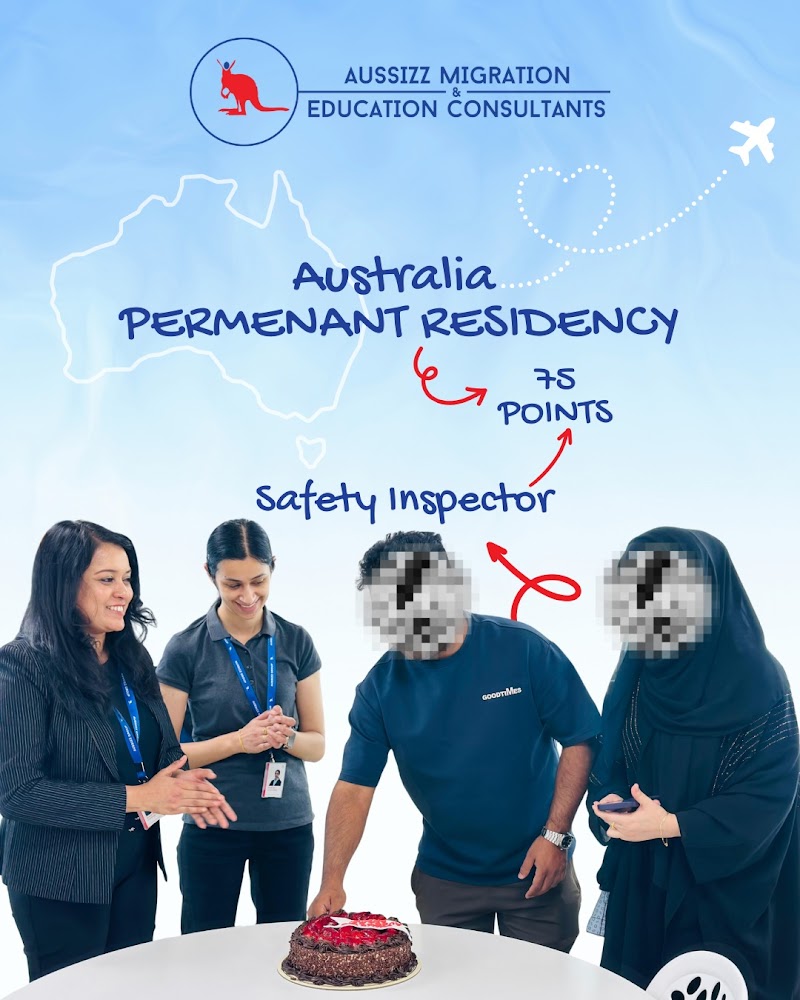 AUSSIZZ MIGRATION
&
EDUCATION CONSULTANTS
Australia
PERMENANT RESIDENCY
75
POINTS
Safety Inspector
GOODTIMES